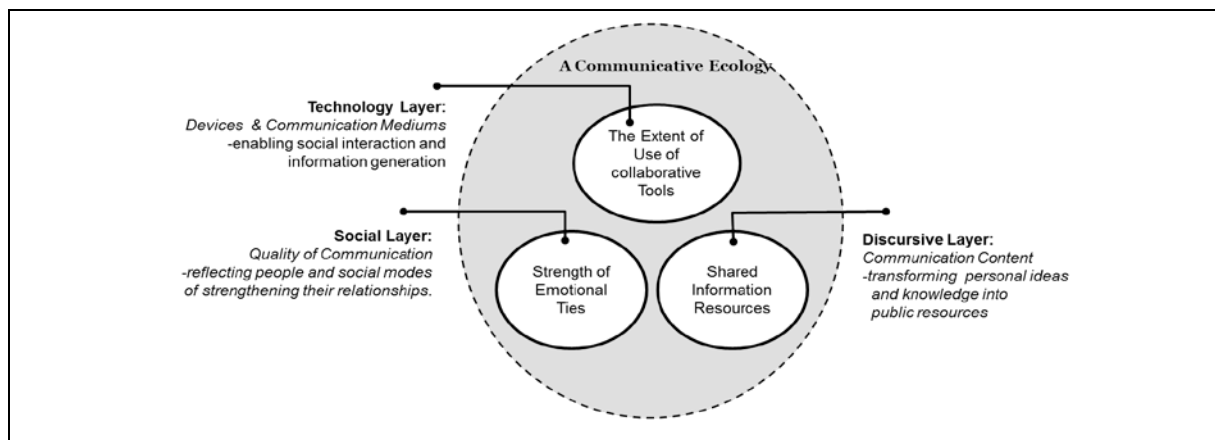 A Communicative Ecology
Technology Layer:
Devices & Communication Mediums
-enabling social interaction and
information generation
The Extent of
Use of
collaborative
Tools
Social Layer:
Quality of Communication
-reflecting people and social modes
of strengthening their relationships.
Strength of
Emotional
Ties
Shared
Information
Resources
Discursive Layer:
Communication Content
-transforming personal ideas
and knowledge into
public resources